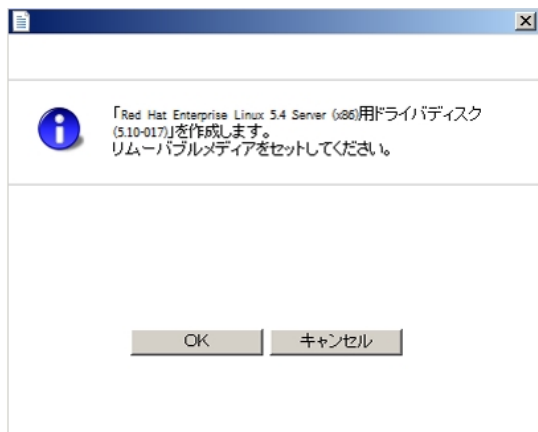 「Red Hat Enterprise Linux 5.4 Server (x86)用ドライバディスク
(5.10-017)」を作成します。
リムーバブルメディアをセットしてください。
OK
キャンセル